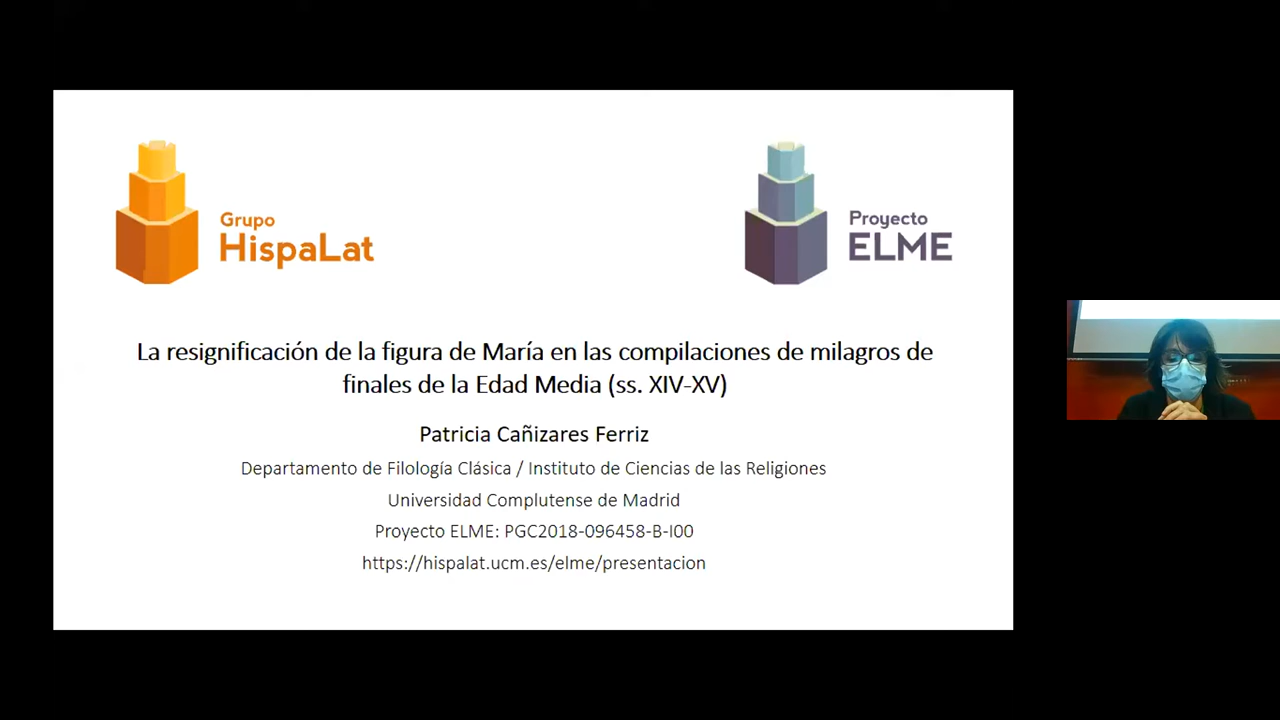 Grupo
HispaLat
Proyecto
ELME
La resignificación de la figura de María en las compilaciones de milagros de
finales de la Edad Media (ss. XIV-XV)
Patricia Cañizares Ferriz
Departamento de Filología Clásica / Instituto de Ciencias de las Religiones
Universidad Complutense de Madrid
Proyecto ELME: PGC2018-096458-B-I00
https://hispalat.ucm.es/elme/presentacion